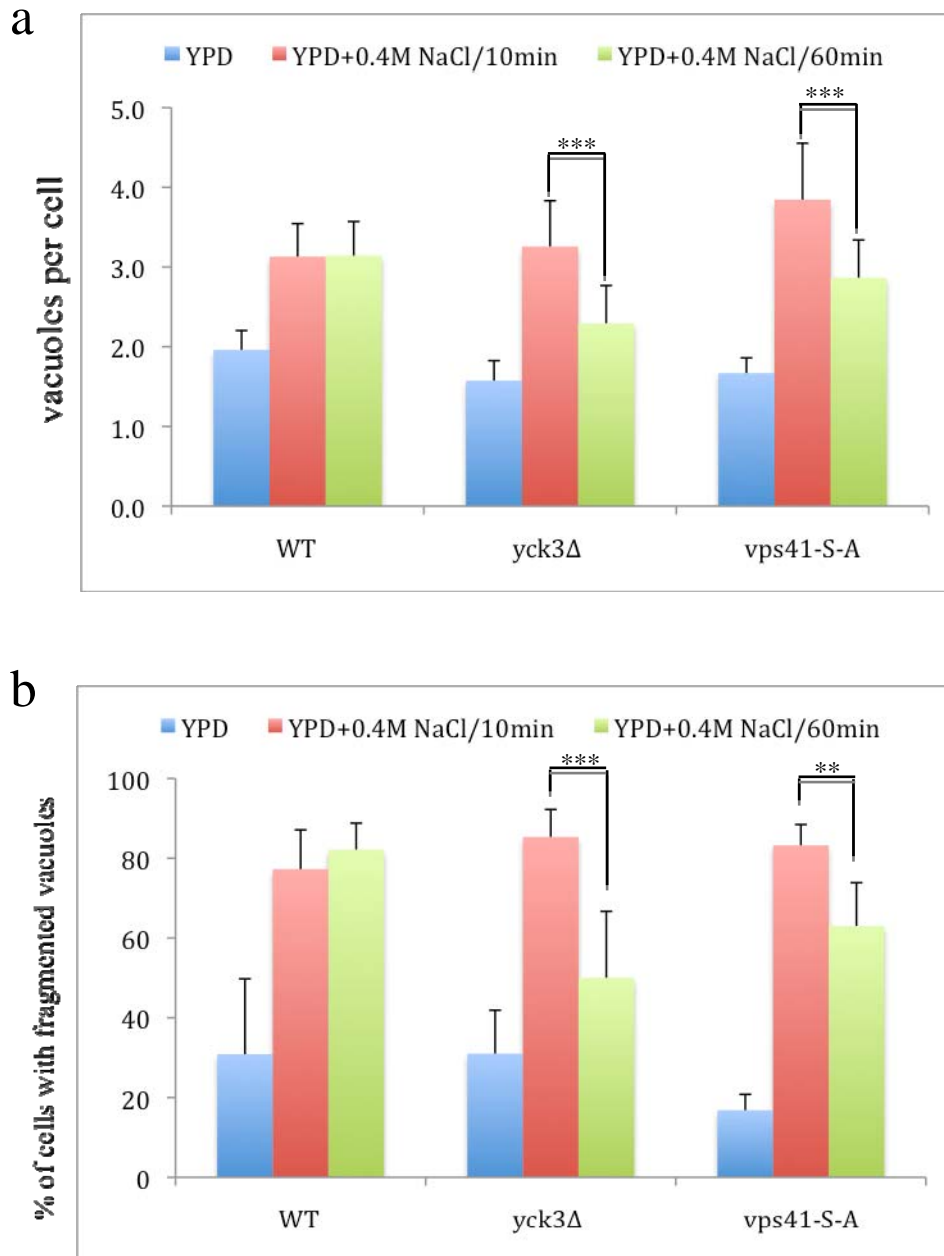 a
YPD YPD+0.4M NaCl/10min YPD+0.4M NaCl/60min
vacuoles per cell
5.0
4.0
3.0
2.0
1.0
0.0
***
***
WT yck3Δ vps41-S-A
b
YPD YPD+0.4M NaCl/10min YPD+0.4M NaCl/60min
% of cells with fragmented vacuoles
100
80
60
40
20
0
***
**
WT yck3Δ vps41-S-A